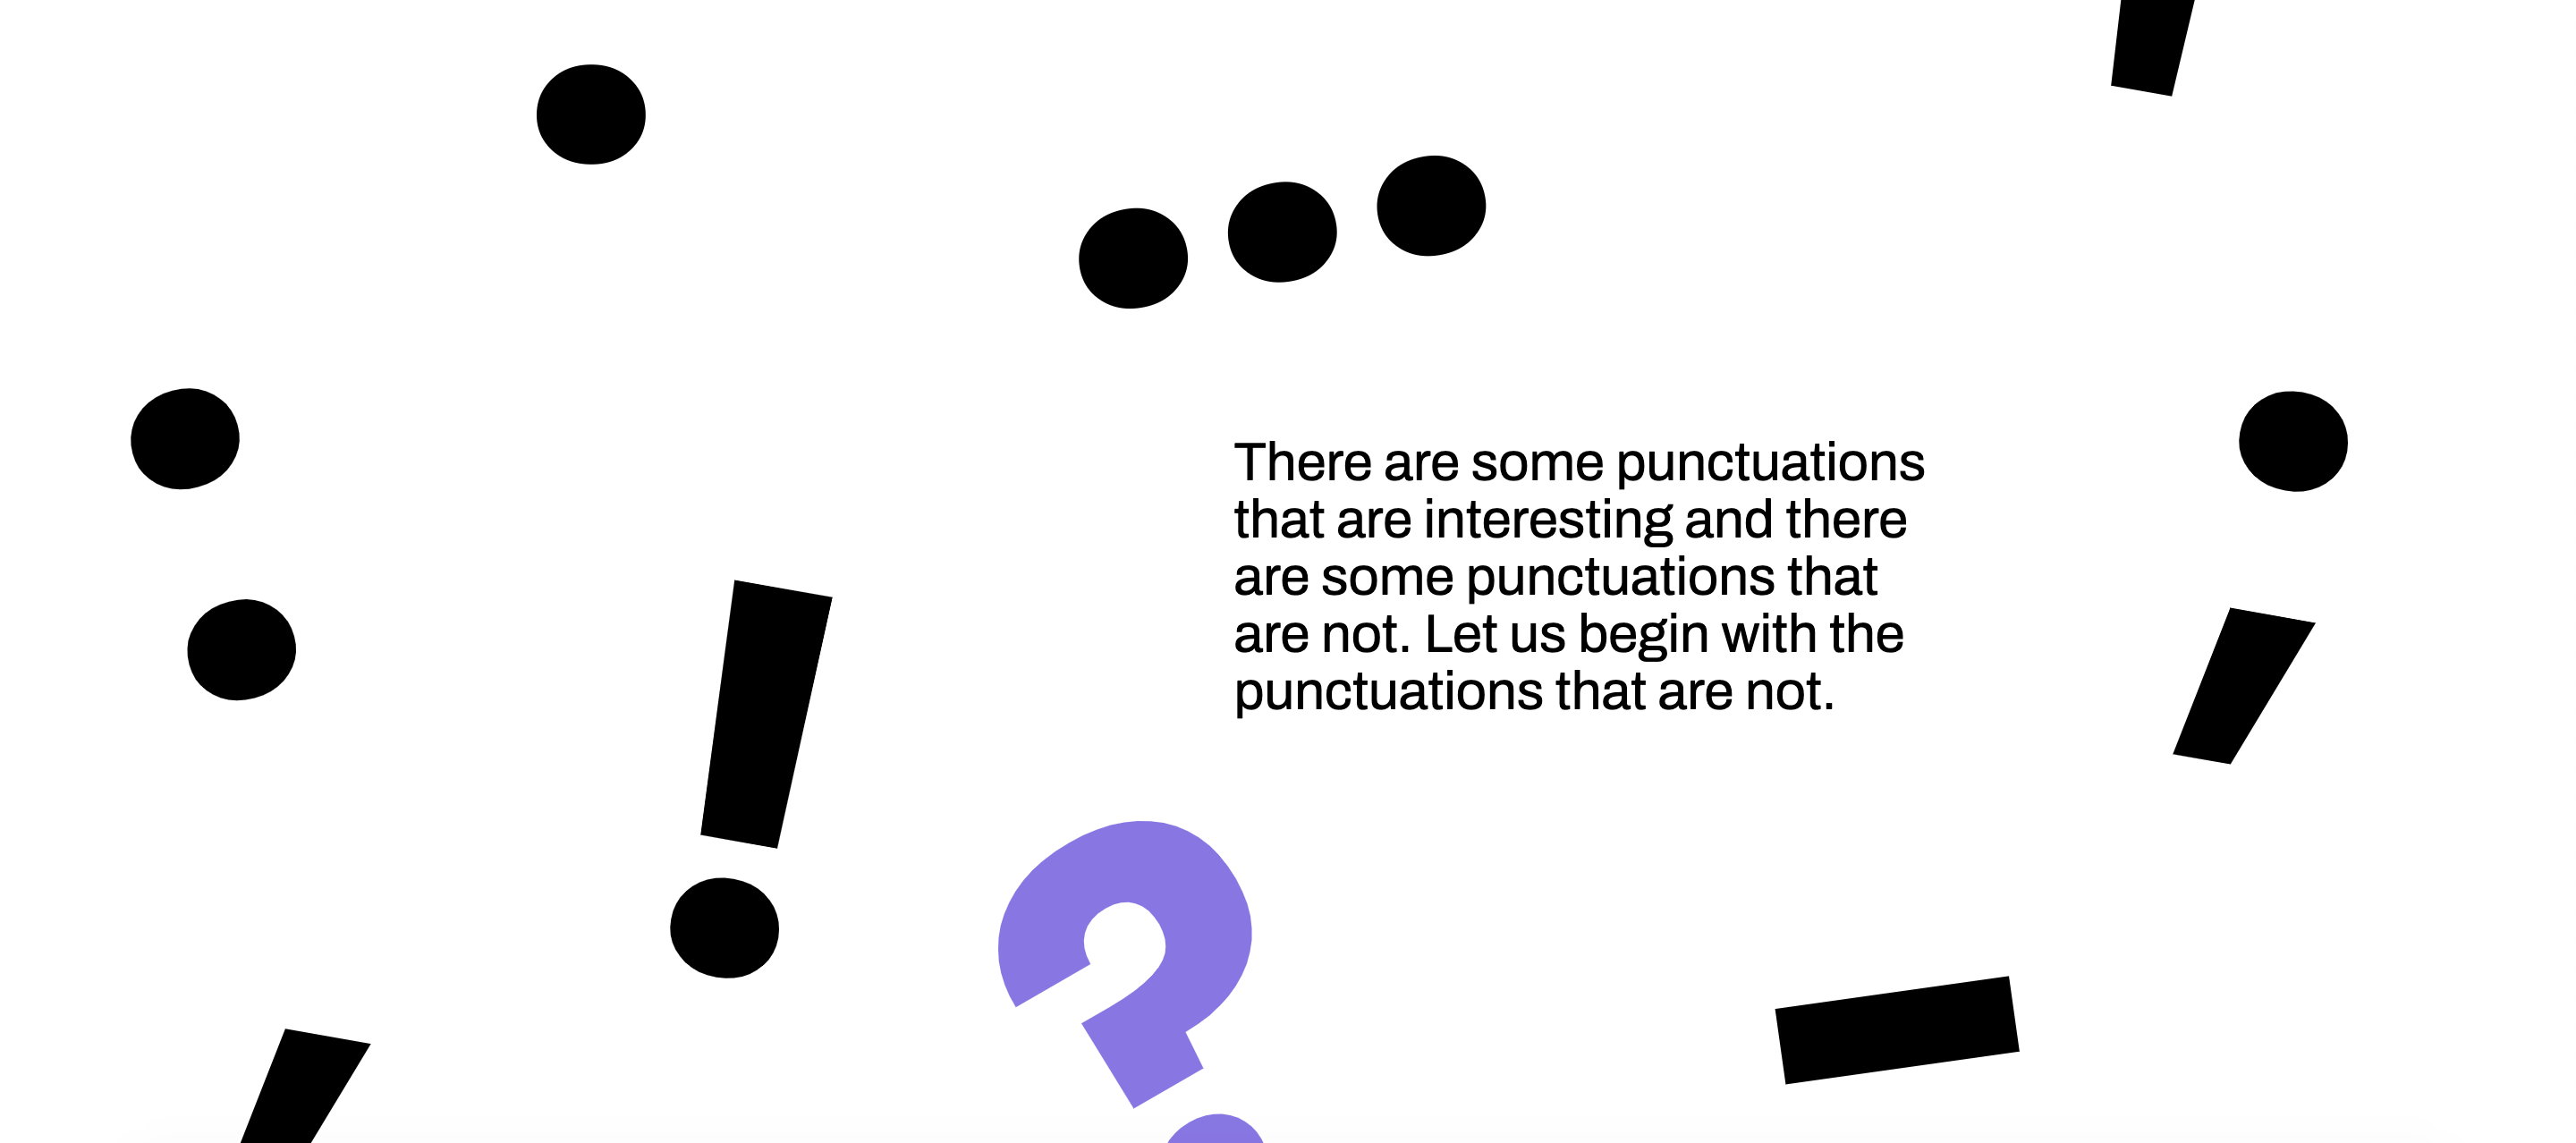 There are some punctuations
that are interesting and there
are some punctuations that
are not. Let us begin with the
punctuations that are not.